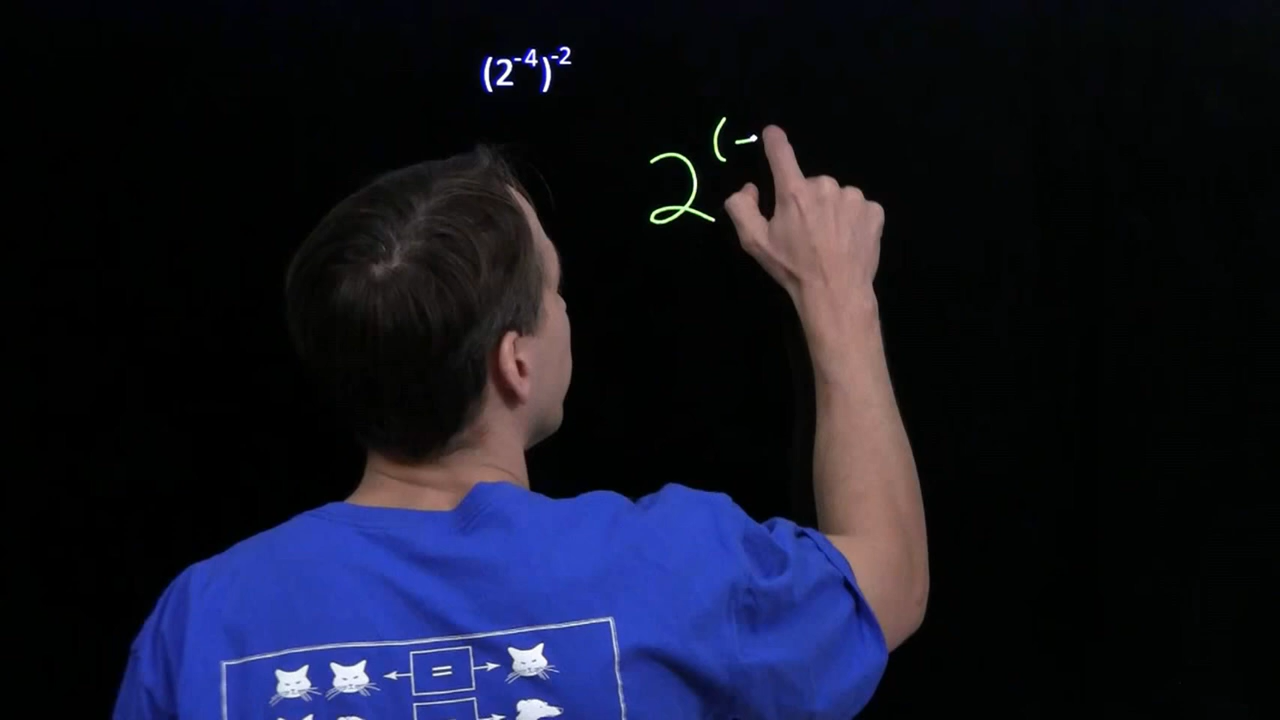 (2⁻⁴)⁻²
2⁽⁻
=